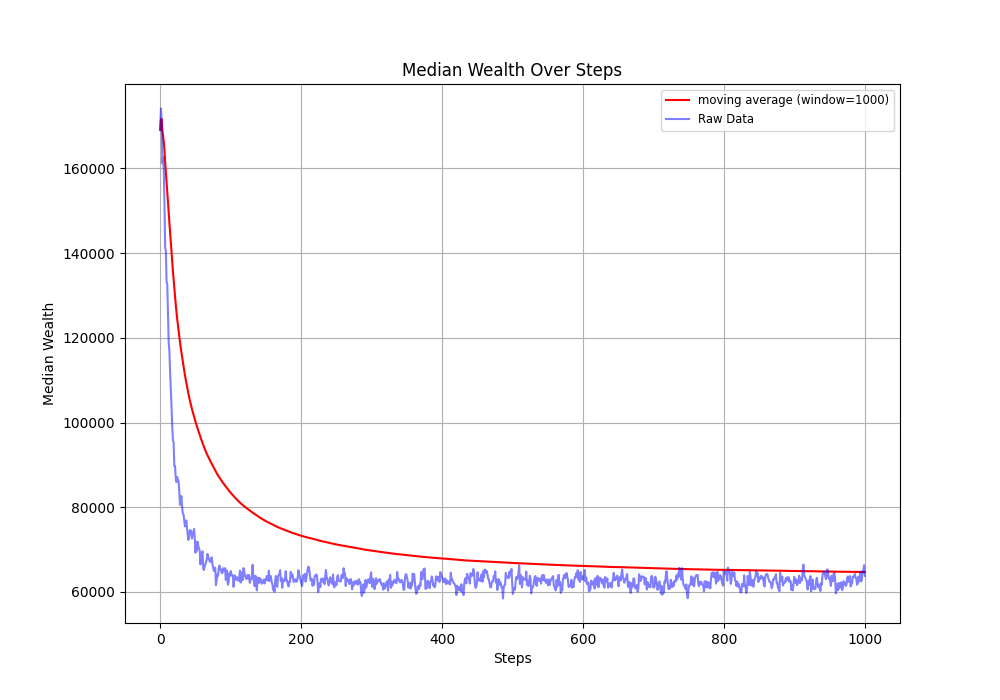 Median Wealth Over Steps
moving average (window=1000)
Raw Data
160000
140000
120000
100000
80000
60000
Median Wealth
0 200 400 600 800 1000
Steps